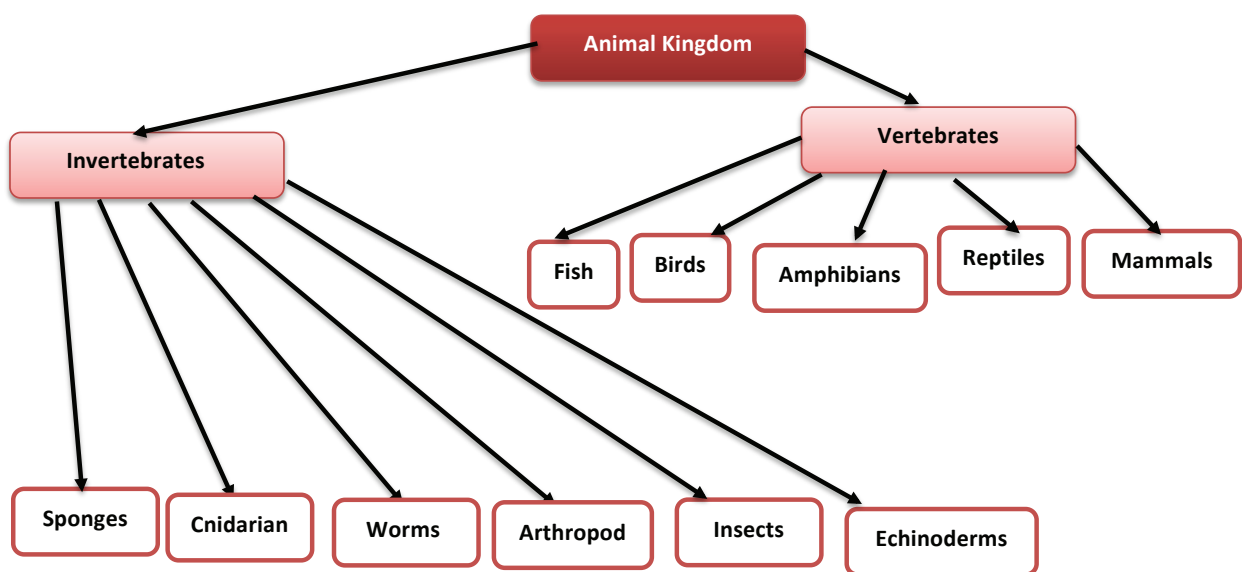 Animal Kingdom
Invertebrates
Vertebrates
Fish
Birds
Amphibians
Reptiles
Mammals
Sponges
Cnidarian
Worms
Arthropod
Insects
Echinoderms